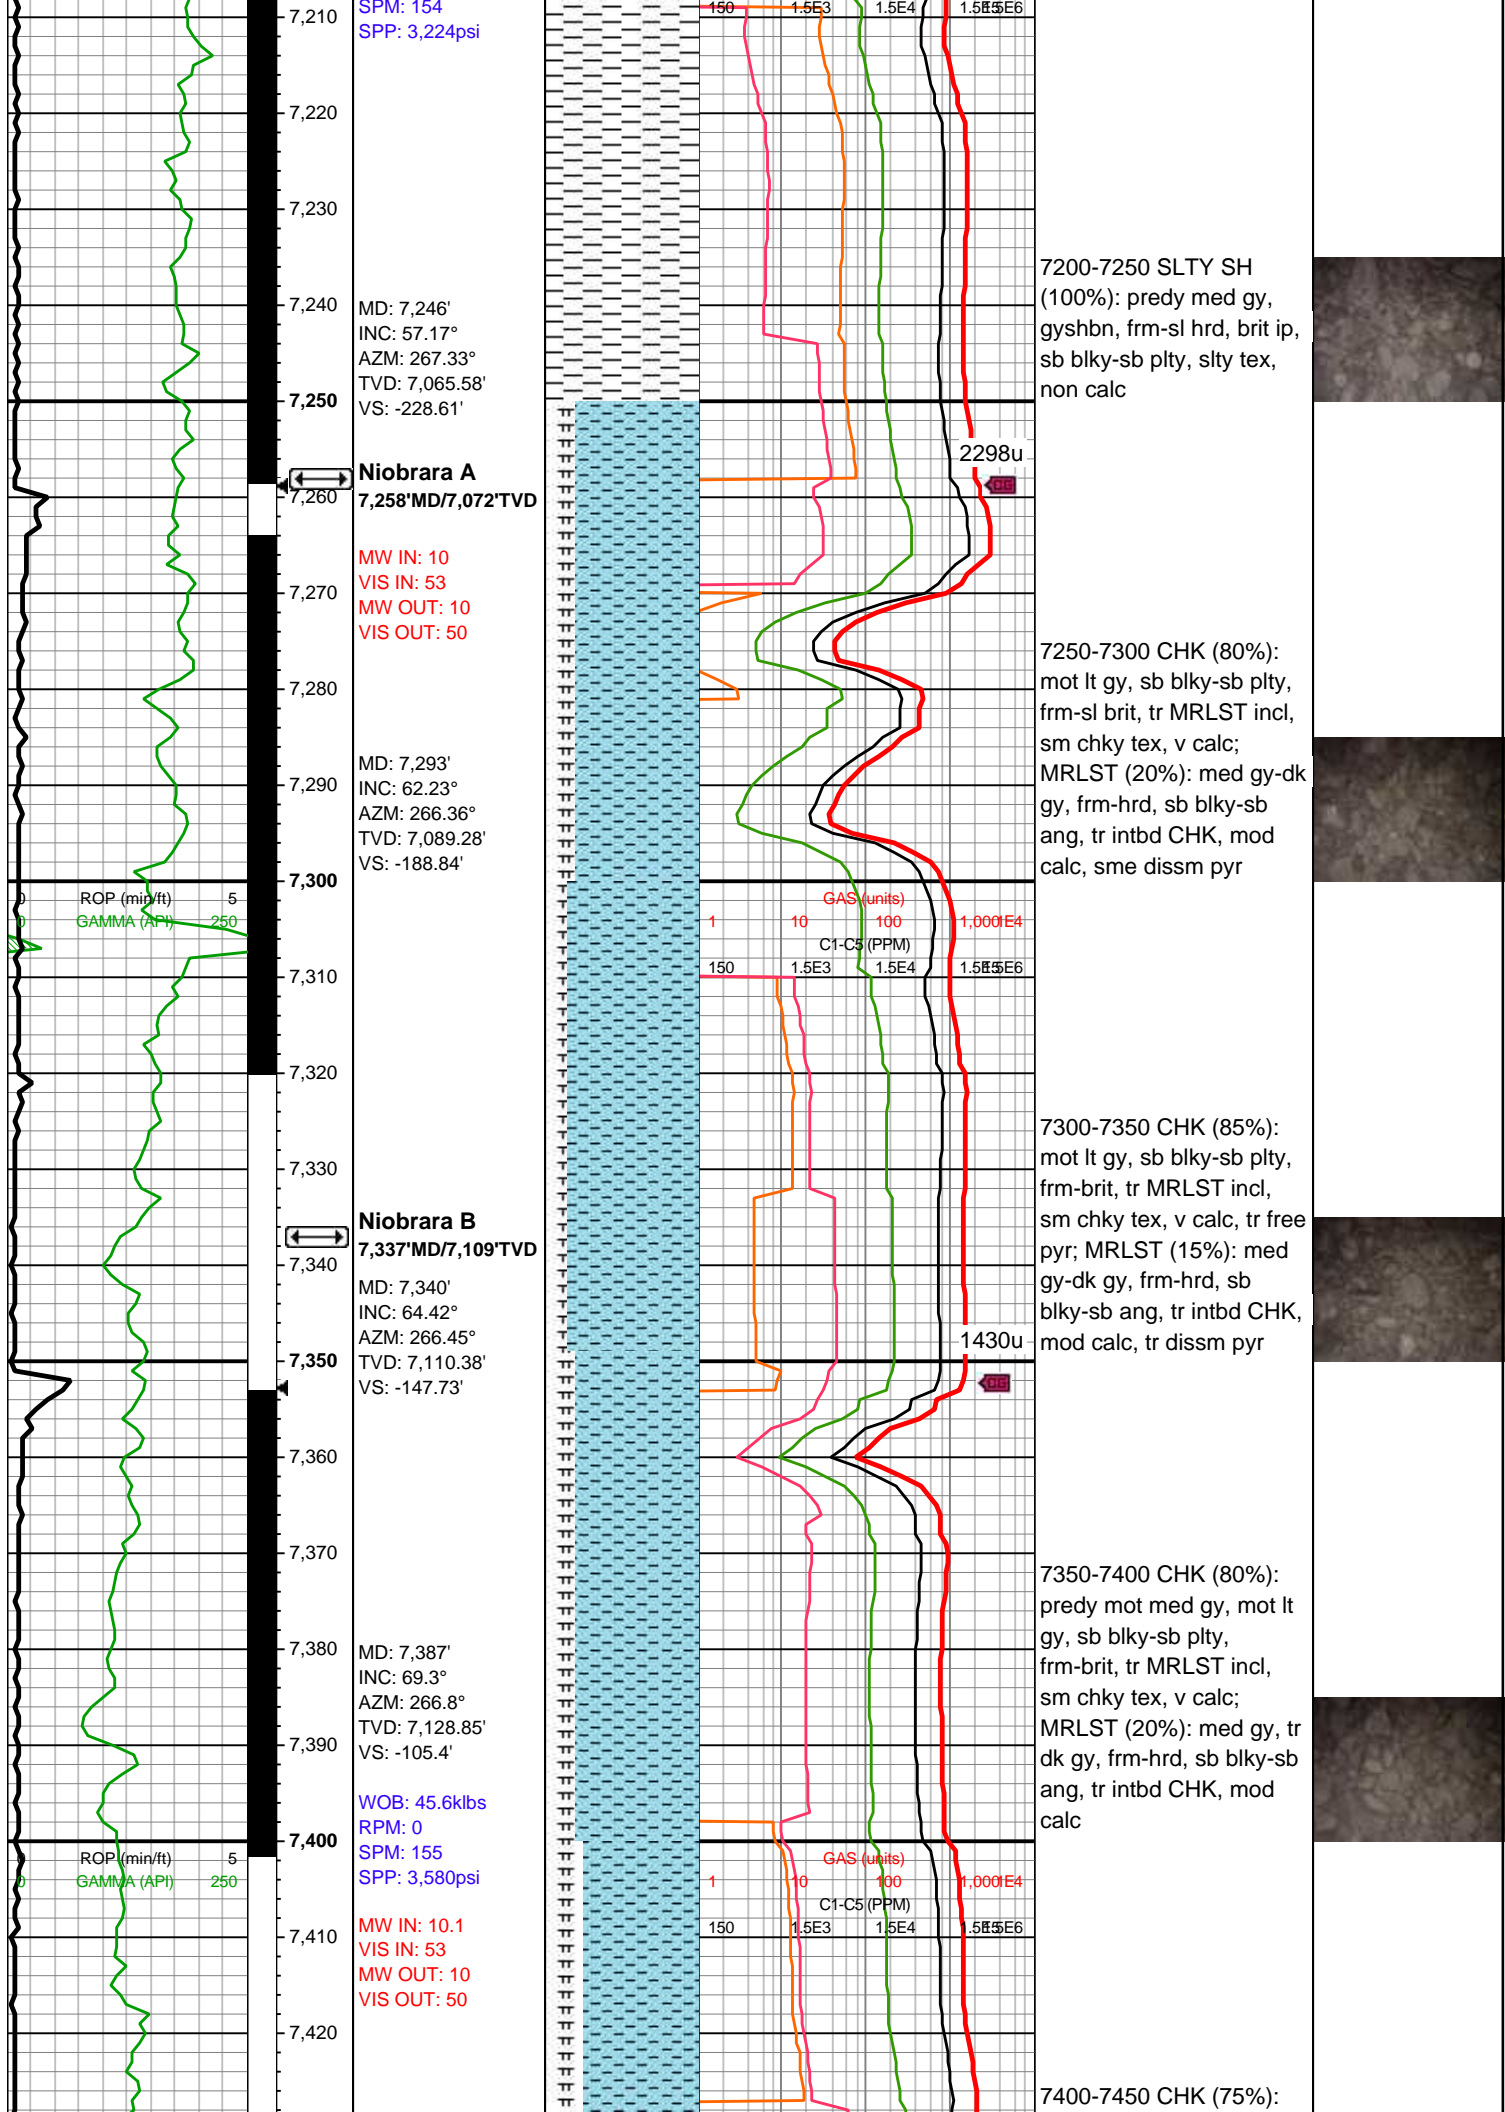 SPM: 154
SPP: 3,224psi
150
1.5E3
1.5E4
7,210
7,220
7,230
7,240
MD: 7,246'
INC: 57.17°
AZM: 267.33°
TVD: 7,065.58'
VS: -228.61'
7,250
7200-7250 SLTY SH
(100%): predy med gy,
gyshbn, frm-sl hrd, brit ip,
sb blky-sb plty, slty tex,
non calc
2298u
CG
Niobrara A
7,258'MD/7,072'TVD
7,260
MW IN: 10
VIS IN: 53
MW OUT: 10
VIS OUT: 50
7,270
7,280
7,290
MD: 7,293'
INC: 62.23°
AZM: 266.36°
TVD: 7,089.28'
VS: -188.84'
7250-7300 CHK (80%):
mot lt gy, sb blky-sb plty,
frm-sl brit, tr MRLST incl,
sm chky tex, v calc;
MRLST (20%): med gy-dk
gy, frm-hrd, sb blky-sb
ang, tr intbd CHK, mod
calc, sme dissm pyr
7,300
0 ROP (min/ft) 5
0 GAMMA (API) 250
GAS (units)
1 10 100 1,000 1E4
C1-C5 (PPM)
150 1.5E3 1.5E4 1.5E5 1.5E6
7,310
7,320
7,330
Niobrara B
7,337'MD/7,109'TVD
7,340
MD: 7,340'
INC: 64.42°
AZM: 266.45°
TVD: 7,110.38'
VS: -147.73'
7,350
7300-7350 CHK (85%):
mot lt gy, sb blky-sb plty,
frm-brit, tr MRLST incl,
sm chky tex, v calc, tr free
pyr; MRLST (15%): med
gy-dk gy, frm-hrd, sb
blky-sb ang, tr intbd CHK,
mod calc, tr dissm pyr
1430u
CG
7,360
7,370
7,380
7,390
MD: 7,387'
INC: 69.3°
AZM: 266.8°
TVD: 7,128.85'
VS: -105.4'
7350-7400 CHK (80%):
predy mot med gy, mot lt
gy, sb blky-sb plty,
frm-brit, tr MRLST incl,
sm chky tex, v calc;
MRLST (20%): med gy, tr
dk gy, frm-hrd, sb blky-sb
ang, tr intbd CHK, mod
calc
WOB: 45.6klbs
RPM: 0
SPM: 155
SPP: 3,580psi
7,400
0 ROP (min/ft) 5
0 GAMMA (API) 250
GAS (units)
1 10 100 1,000 1E4
C1-C5 (PPM)
150 1.5E3 1.5E4 1.5E5 1.5E6
7,410
MW IN: 10.1
VIS IN: 53
MW OUT: 10
VIS OUT: 50
7,420
7400-7450 CHK (75%):